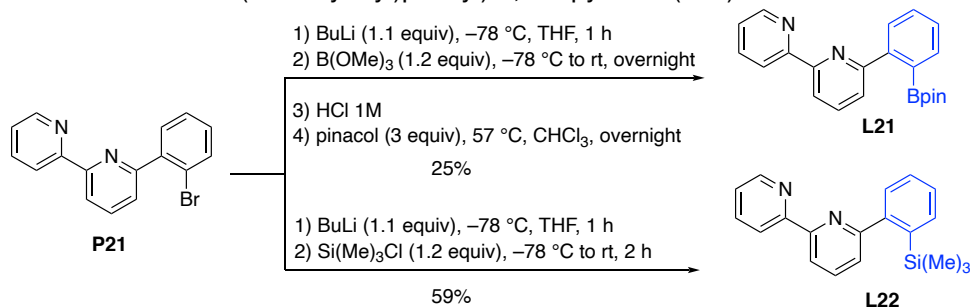 1) BuLi (1.1 equiv), –78 °C, THF, 1 h
2) B(OMe)₃ (1.2 equiv), –78 °C to rt, overnight
3) HCl 1M
4) pinacol (3 equiv), 57 °C, CHCl₃, overnight
25%
N
N
Bpin
L21
N
N
Br
P21
1) BuLi (1.1 equiv), –78 °C, THF, 1 h
2) Si(Me)₃Cl (1.2 equiv), –78 °C to rt, 2 h
59%
N
N
Si(Me)₃
L22